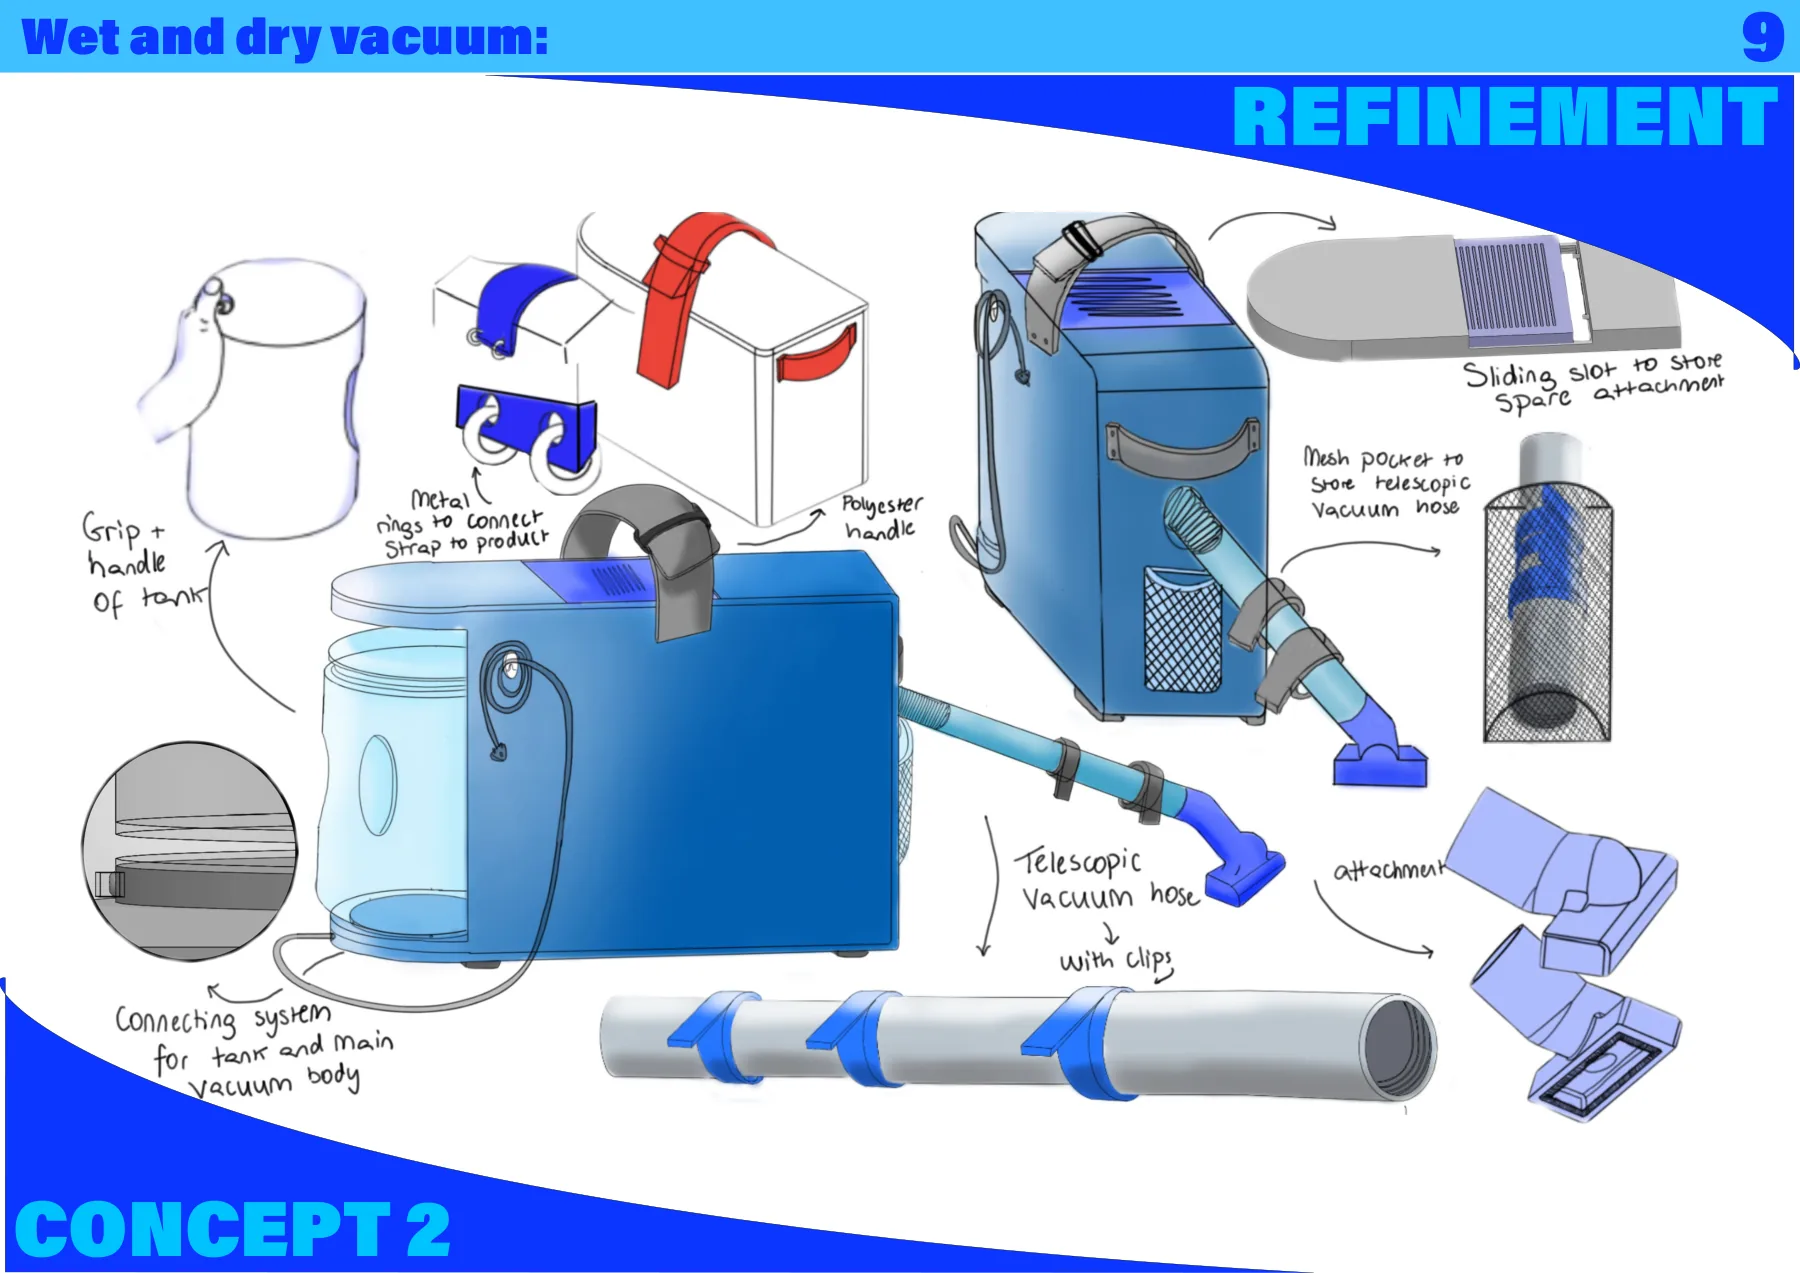 Wet and dry vacuum:
9
REFINEMENT
Sliding slot to store
spare attachment
Mesh pocket to
store telescopic
vacuum hose
Metal
rings to connect
strap to product
Polyester
handle
Grip +
handle
of tank
Telescopic
vacuum hose
with clips
attachment
Connecting system
for tank and main
vacuum body
CONCEPT 2